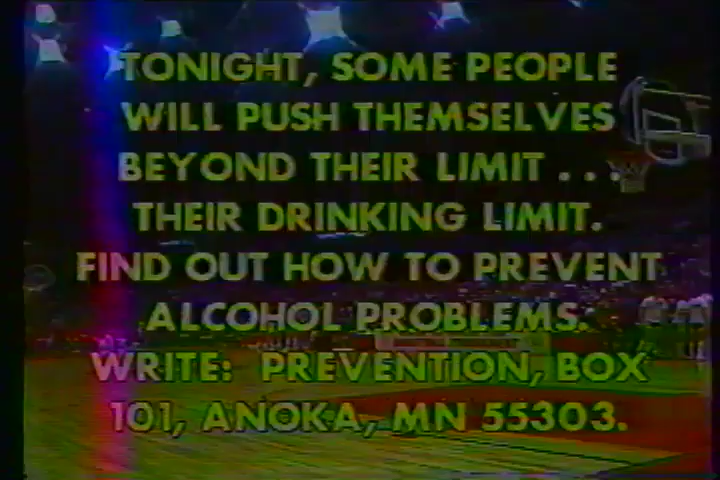 TONIGHT, SOME PEOPLE
WILL PUSH THEMSELVES
BEYOND THEIR LIMIT . . .
THEIR DRINKING LIMIT.
FIND OUT HOW TO PREVENT
ALCOHOL PROBLEMS.
WRITE: PREVENTION, BOX
101, ANOKA, MN 55303.